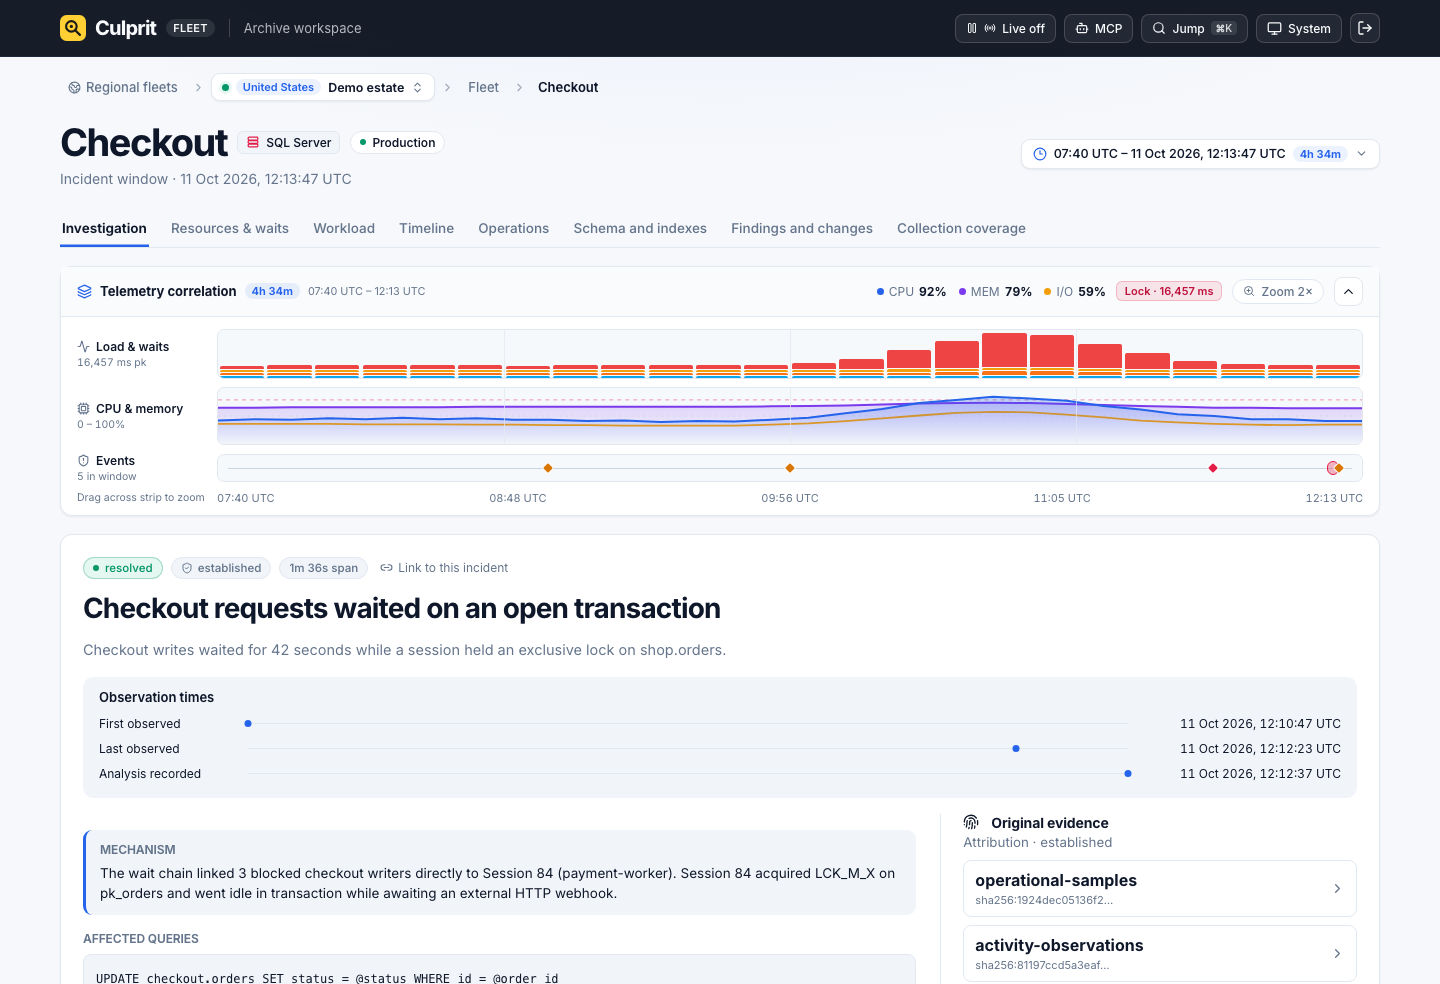 Culprit FLEET Archive workspace Live off MCP Jump ⌘K System
Regional fleets United States Demo estate Fleet Checkout
Checkout SQL Server Production
07:40 UTC – 11 Oct 2026, 12:13:47 UTC 4h 34m
Incident window · 11 Oct 2026, 12:13:47 UTC
Investigation Resources & waits Workload Timeline Operations Schema and indexes Findings and changes Collection coverage
Telemetry correlation 4h 34m 07:40 UTC – 12:13 UTC CPU 92% MEM 79% I/O 59% Lock · 16,457 ms Zoom 2×
Load & waits
16,457 ms pk
CPU & memory
0 – 100%
Events
5 in window
Drag across strip to zoom 07:40 UTC 08:48 UTC 09:56 UTC 11:05 UTC 12:13 UTC
resolved established 1m 36s span Link to this incident
Checkout requests waited on an open transaction
Checkout writes waited for 42 seconds while a session held an exclusive lock on shop.orders.
Observation times
First observed 11 Oct 2026, 12:10:47 UTC
Last observed 11 Oct 2026, 12:12:23 UTC
Analysis recorded 11 Oct 2026, 12:12:37 UTC
MECHANISM
The wait chain linked 3 blocked checkout writers directly to Session 84 (payment-worker). Session 84 acquired LCK_M_X on
pk_orders and went idle in transaction while awaiting an external HTTP webhook.
AFFECTED QUERIES
UPDATE checkout.orders SET status = @status WHERE id = @order_id
Original evidence
Attribution · established
operational-samples
sha256:1924dec05136f2…
activity-observations
sha256:81197ccd5a3eaf…